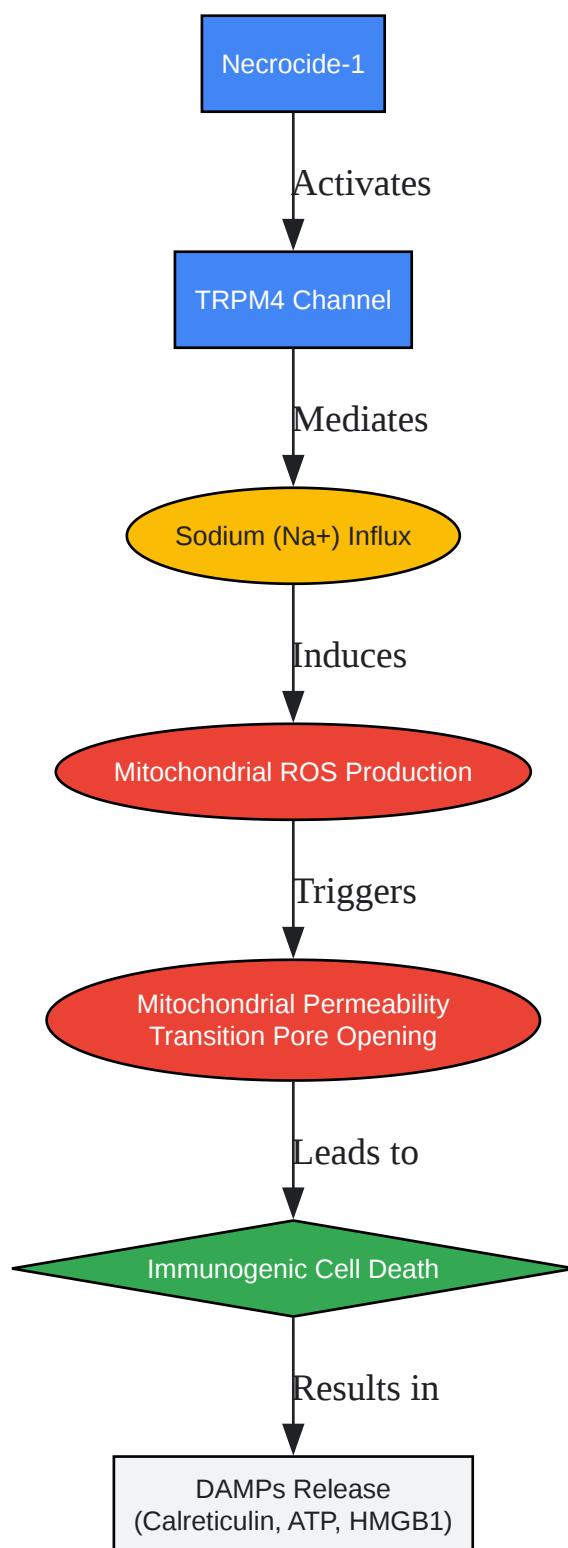 Necrocide-1
Activates
TRPM4 Channel
Mediates
Sodium (Na+) Influx
Induces
Mitochondrial ROS Production
Triggers
Mitochondrial Permeability
Transition Pore Opening
Leads to
Immunogenic Cell Death
Results in
DAMPs Release
(Calreticulin, ATP, HMGB1)